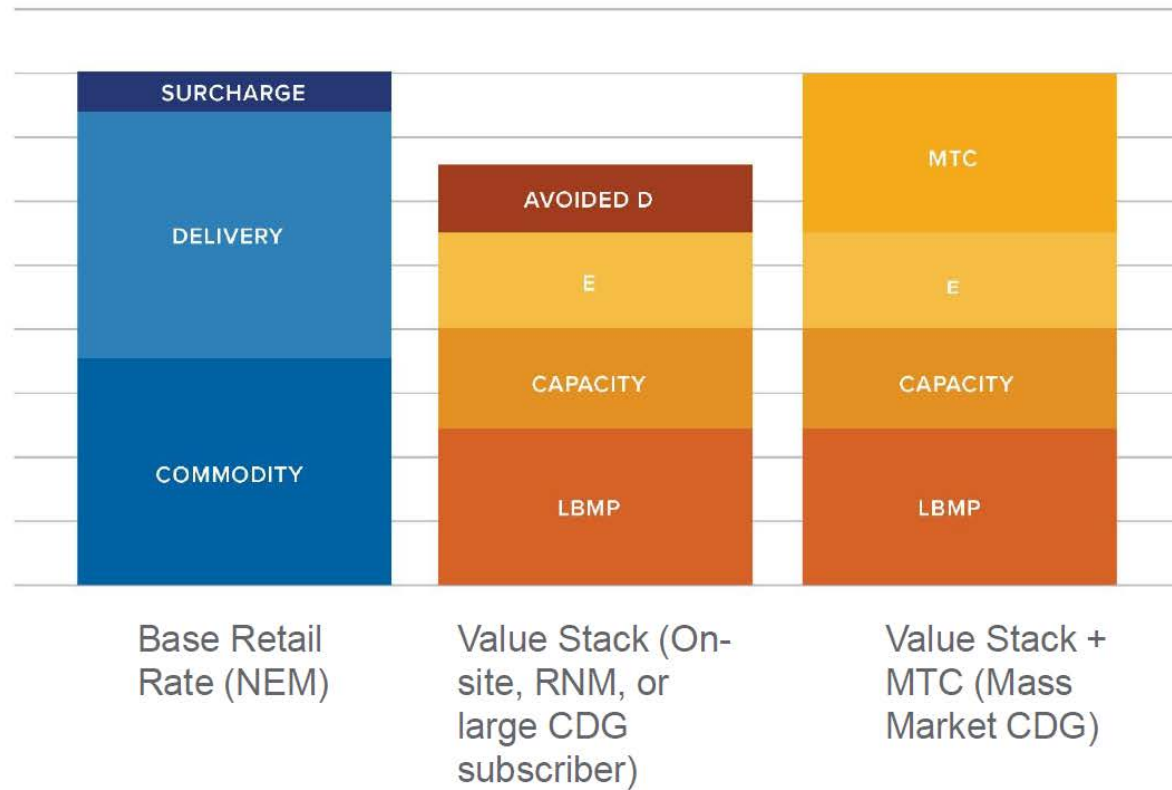 SURCHARGE
DELIVERY
COMMODITY
AVOIDED D
E
CAPACITY
LBMP
MTC
E
CAPACITY
LBMP
Base Retail
Rate (NEM)
Value Stack (On-
site, RNM, or
large CDG
subscriber)
Value Stack +
MTC (Mass
Market CDG)